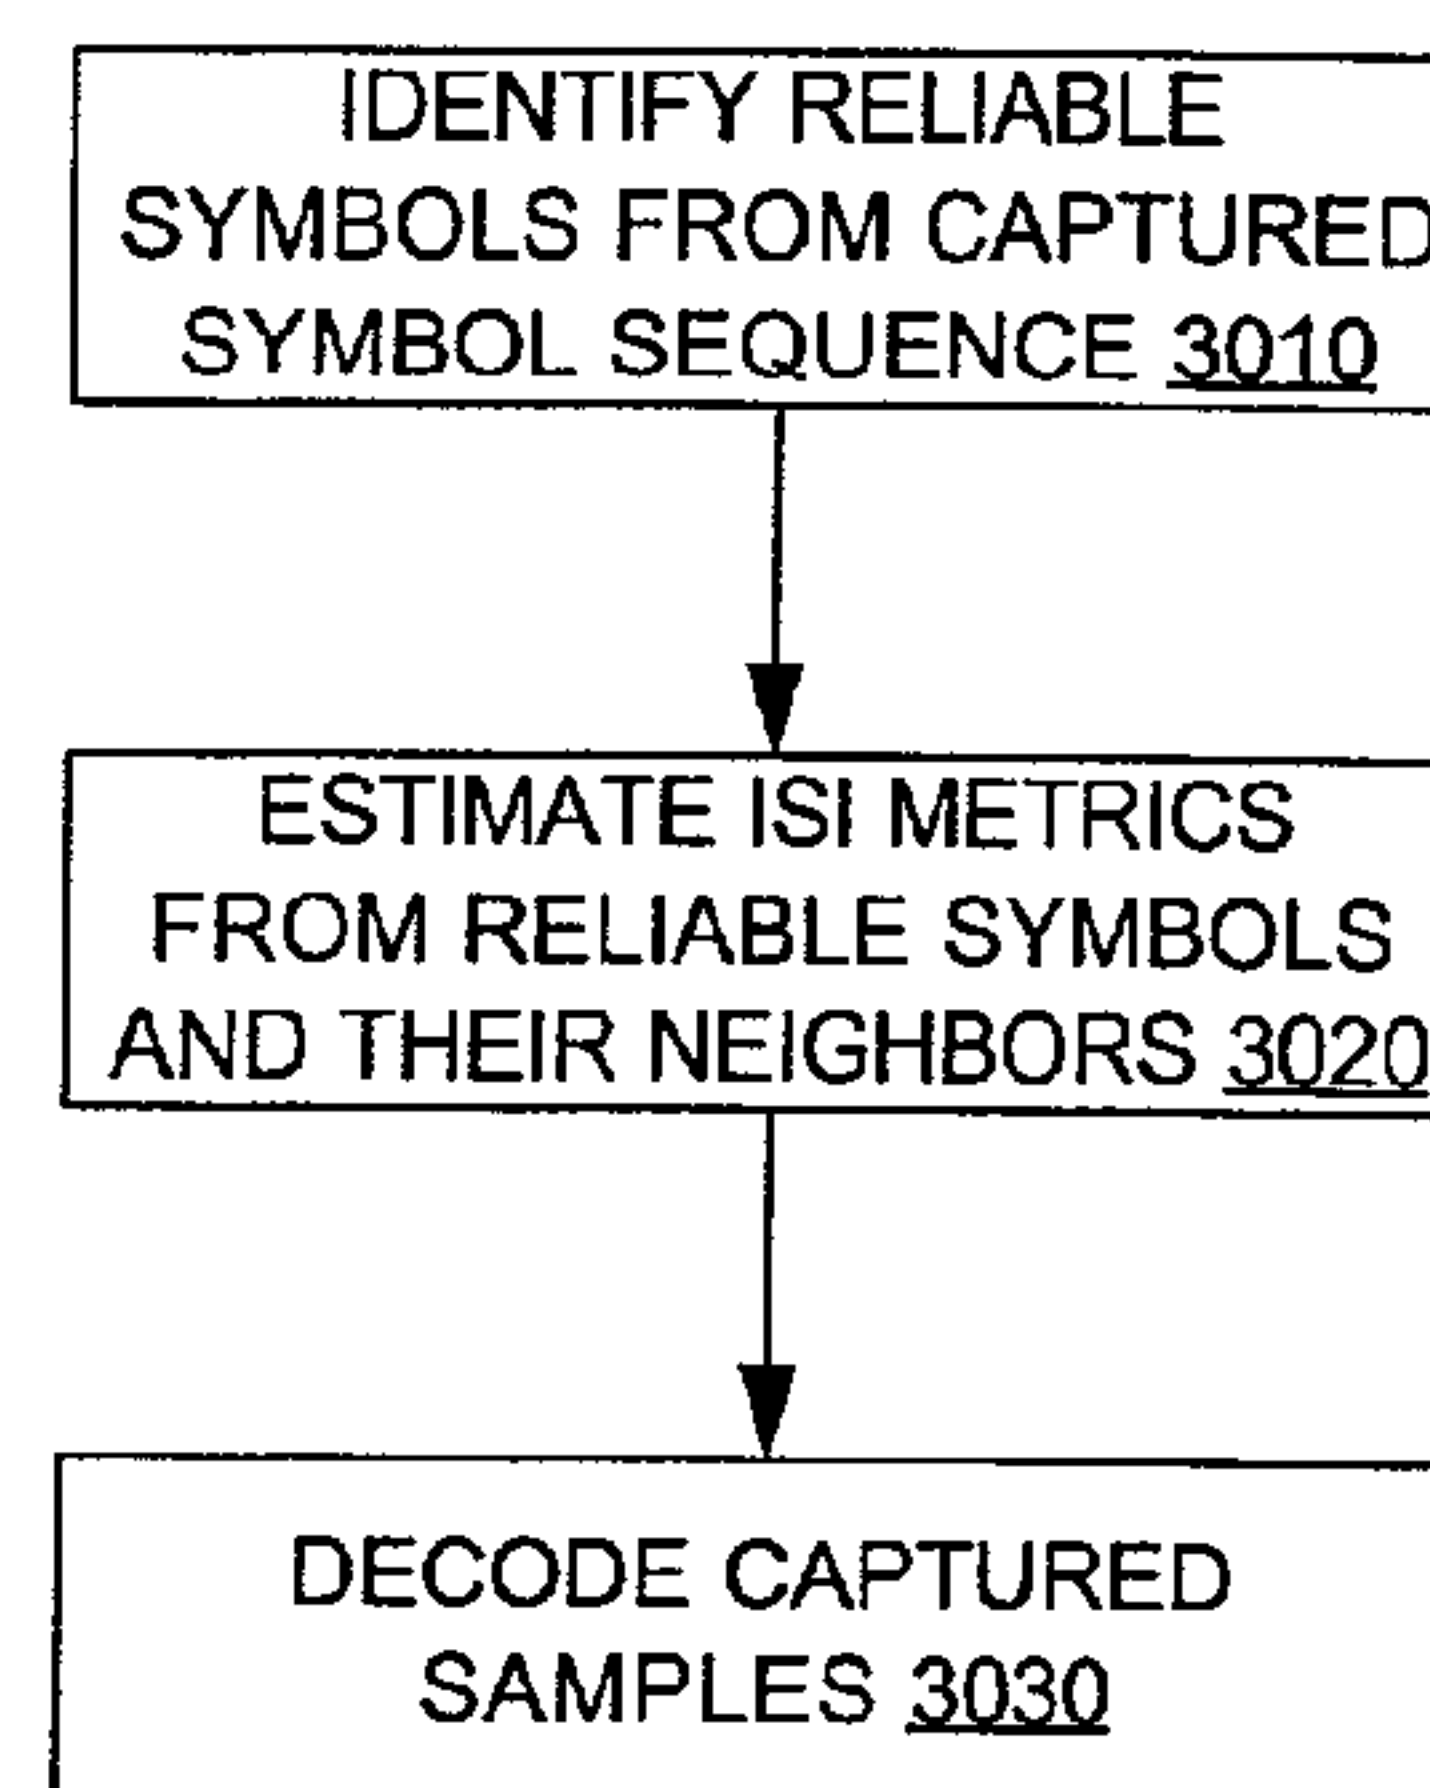 IDENTIFY RELIABLE
SYMBOLS FROM CAPTURED
SYMBOL SEQUENCE 3010
ESTIMATE ISI METRICS
FROM RELIABLE SYMBOLS
AND THEIR NEIGHBORS 3020
DECODE CAPTURED
SAMPLES 3030